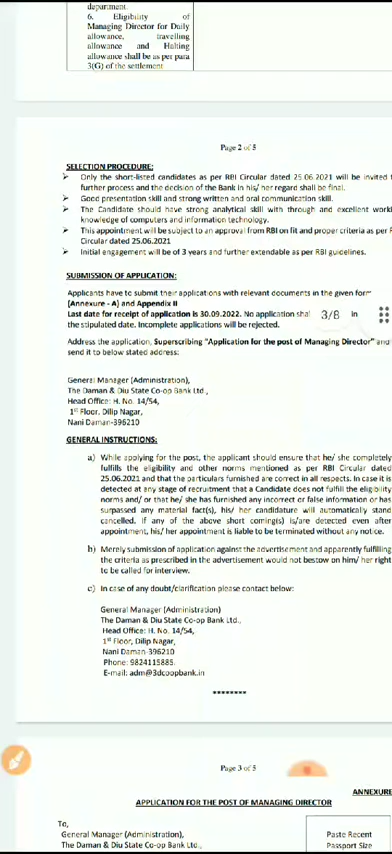 department.
6. Eligibility of
Managing Director for Daily
allowance, travelling
allowance and Halting
allowance shall be as per para
3(G) of the settlement
Page 2 of 5
SELECTION PROCEDURE:
➤ Only the short-listed candidates as per RBI Circular dated 25.06.2021 will be invited
further process and the decision of the Bank in his/ her regard shall be final.
➤ Good presentation skill and strong written and oral communication skill.
➤ The Candidate should have strong analytical skill with through and excellent
knowledge of computers and information technology.
➤ This appointment will be subject to an approval from RBI on fit and proper criteria as per
Circular dated 25.06.2021
➤ Initial engagement will be of 3 years and further extendable as per RBI guidelines.
SUBMISSION OF APPLICATION:
Applicants have to submit their applications with relevant documents in the given
(Annexure - A) and Appendix II
Last date for receipt of application is 30.09.2022. No application in
3/8
the stipulated date. Incomplete applications will be rejected.
Address the application, Superscribing "Application for the post of Managing Director" and
send it to below stated address:
General Manager (Administration),
The Daman & Diu State Co-op Bank Ltd.,
Head Office: H. No. 14/54,
1st Floor, Dilip Nagar,
Nani Daman-396210
GENERAL INSTRUCTIONS:
a) While applying for the post, the applicant should ensure that he/ she completely
fulfills the eligibility and other norms mentioned as per RBI Circular dated
25.06.2021 and that the particulars furnished are correct in all respects. In case it is
detected at any stage of recruitment that a Candidate does not fulfill the eligibility
norms and/ or that he/ she has furnished any incorrect or false information or has
surpassed any material fact(s), his/ her candidature will automatically stand
cancelled. If any of the above short coming(s) is/are detected even after
appointment, his/ her appointment is liable to be terminated without any notice.
b) Merely submission of application against the advertisement and apparently fulfilling
the criteria as prescribed in the advertisement would not bestow on him/ her right
to be called for interview.
c) In case of any doubt/clarification please contact below:
General Manager (Administration)
The Daman & Diu State Co-op Bank Ltd.,
Head Office: H. No. 14/54,
1st Floor, Dilip Nagar,
Nani Daman-396210
Phone: 9824115885.
E-mail: adm@3dcoopbank.in
********
Page 3 of 5
ANNEXURE
APPLICATION FOR THE POST OF MANAGING DIRECTOR
To,
General Manager (Administration),
The Daman & Diu State Co-op Bank Ltd.,
Paste Recent
Passport Size